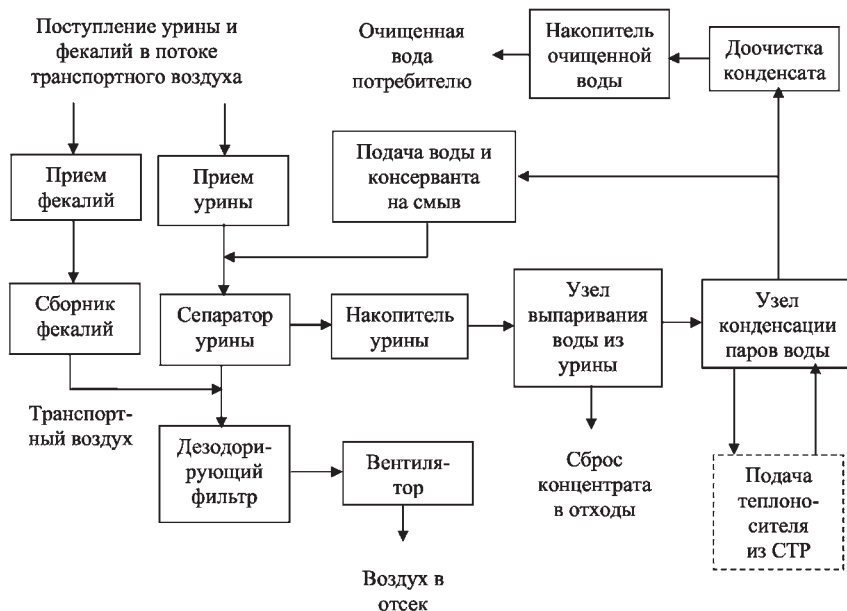 Поступление урины и
фекалий в потоке
транспортного воздуха
Очищенная
вода
потребителю
Накопитель
очищенной
воды
Доочистка
конденсата
Прием
фекалий
Прием
урины
Подача воды и
консерванта
на смыв
Сборник
фекалий
Сепаратор
урины
Накопитель
урины
Узел
выпаривания
воды из
урины
Узел
конденсации
паров воды
Транспорт-
ный воздух
Дезодори-
рующий
фильтр
Вентиля-
тор
Сброс
концентрата
в отходы
Подача
теплоно-
сителя
из СТР
Воздух в
отсек